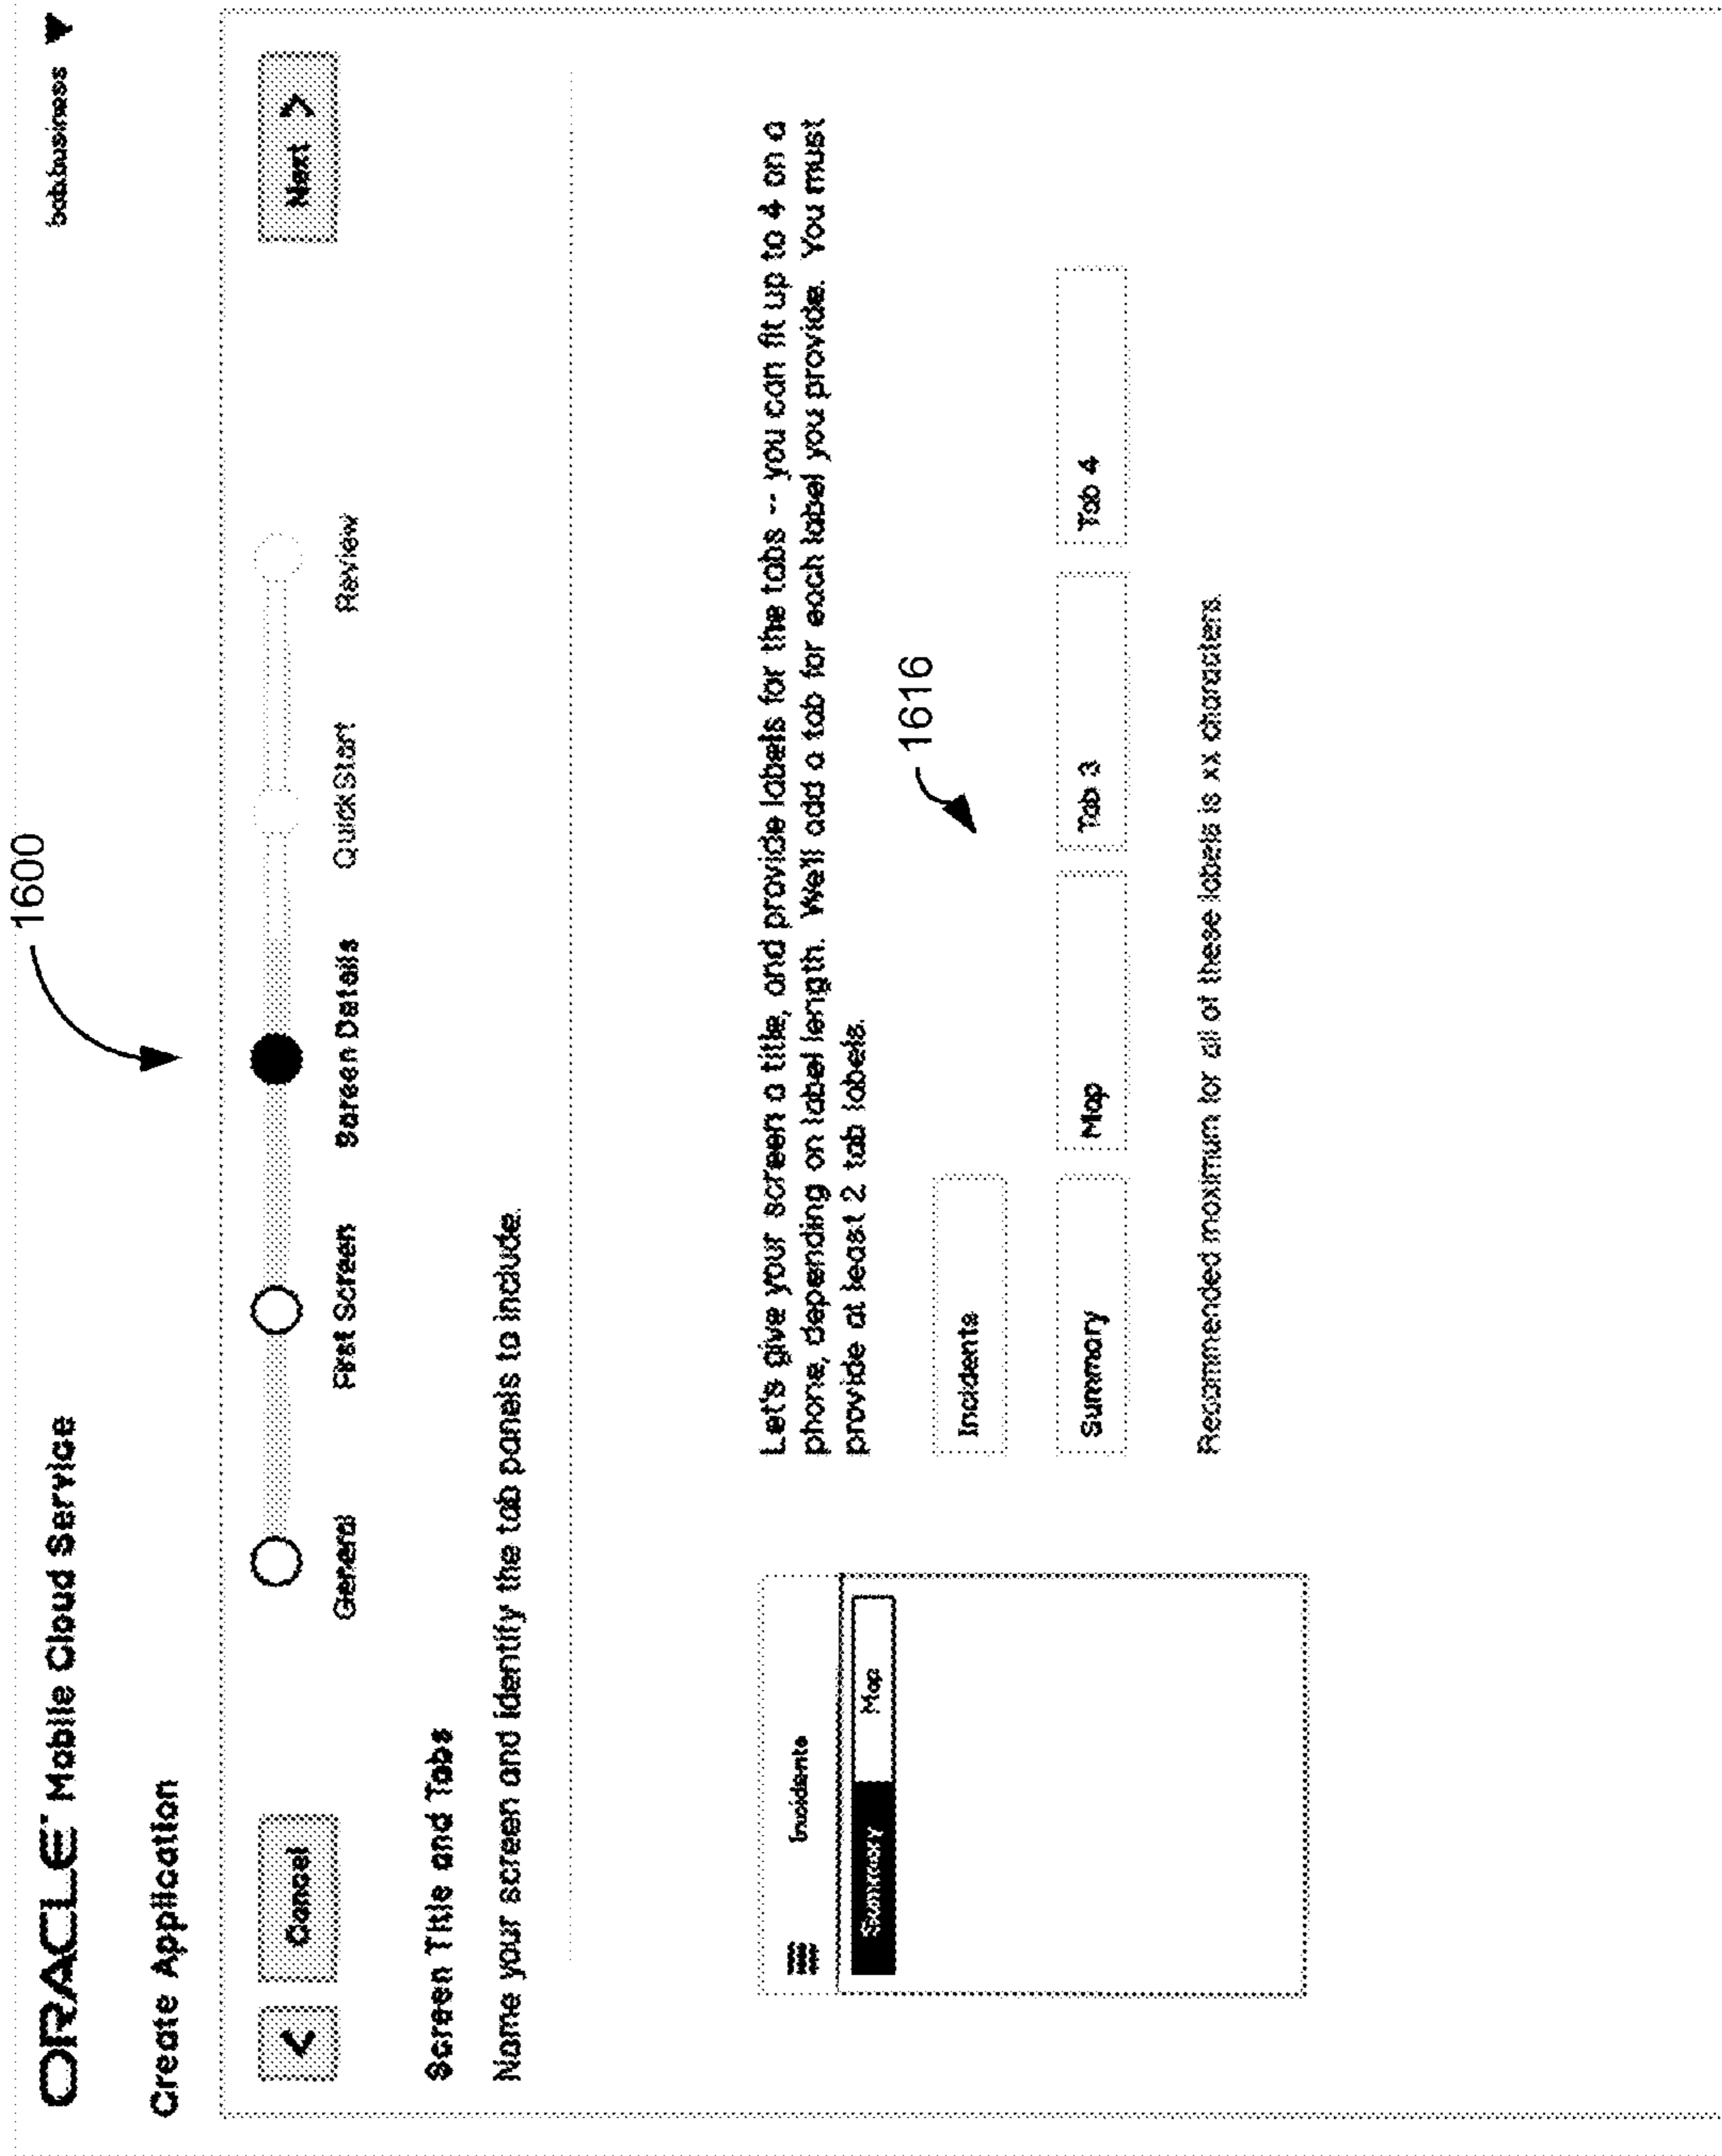 1600
ORACLE Mobile Cloud Service
bobbusiness
Create Application
Cancel
Next
General
First Screen
Screen Details
QuickStart
Review
Screen Title and Tabs
Name your screen and identify the tab panels to include.
Incidents
Summary
Map
Let's give your screen a title, and provide labels for the tabs -- you can fit up to 4 on a
phone, depending on label length. We'll add a tab for each label you provide. You must
provide at least 2 tab labels.
1616
Incidents
Summary
Map
Tab 3
Tab 4
Recommended maximum for all of these labels is xx characters.